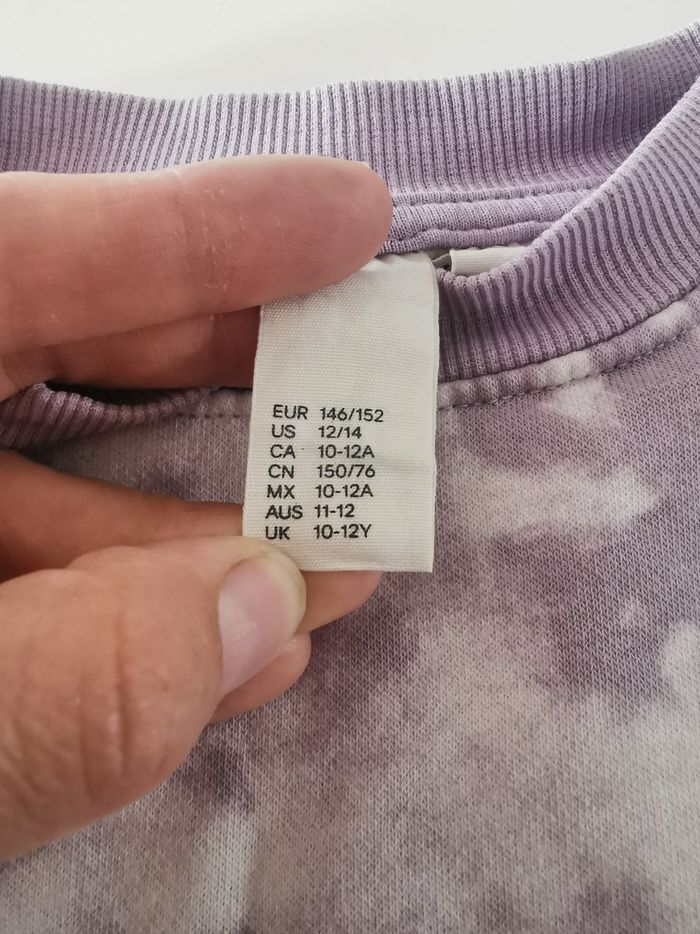 EUR 146/152
US 12/14
CA 10-12A
CN 150/76
MX 10-12A
AUS 11-12
UK 10-12Y